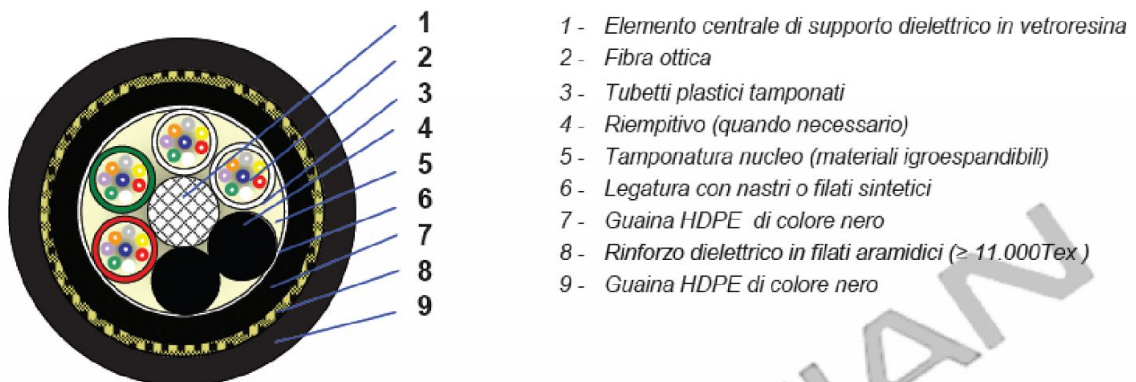 1
2
3
4
5
6
7
8
9
1 - Elemento centrale di supporto dielettrico in vetroresina
2 - Fibra ottica
3 - Tubetti plastici tamponati
4 - Riempitivo (quando necessario)
5 - Tamponatura nucleo (materiali igroespandibili)
6 - Legatura con nastri o filati sintetici
7 - Guaina HDPE di colore nero
8 - Rinforzo dielettrico in filati aramidici (≥ 11.000Tex )
9 - Guaina HDPE di colore nero